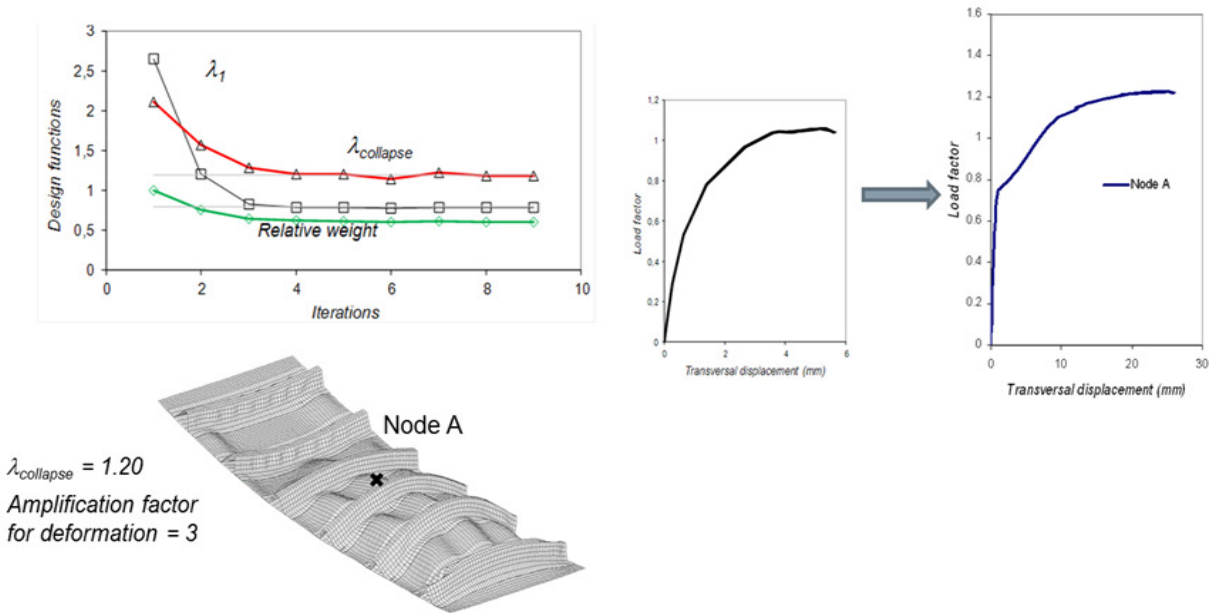 3
2,5
2
1,5
1
0,5
0
0
2
4
6
8
10
Design functions
Iterations
λ1
λcollapse
Relative weight
1.2
1
0.8
0.6
0.4
0.2
0
0
2
4
6
Load factor
Transversal displacement (mm)
1.6
1.4
1.2
1
0.8
0.6
0.4
0.2
0
0
10
20
30
Load factor
Node A
Transversal displacement (mm)
Node A
λcollapse = 1.20
Amplification factor
for deformation = 3